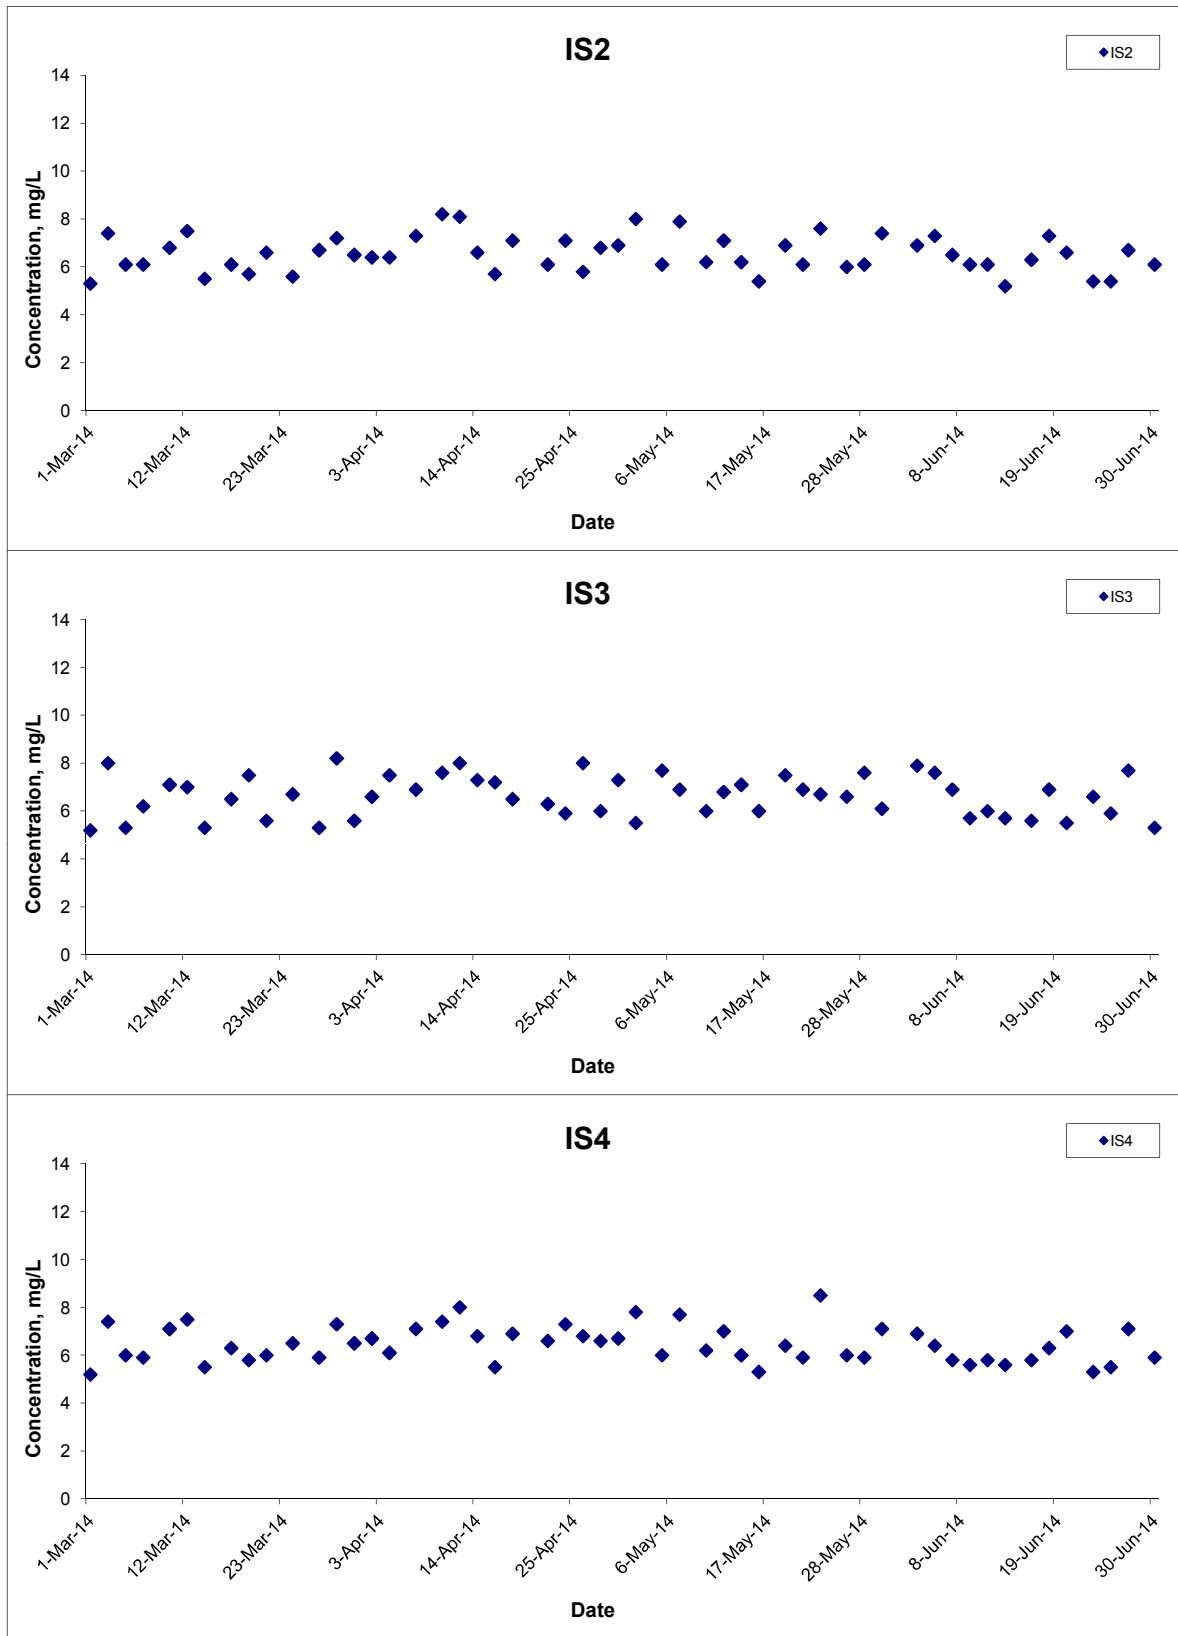 IS2
IS2
14
12
10
8
6
4
2
0
Concentration, mg/L
1-Mar-14
12-Mar-14
23-Mar-14
3-Apr-14
14-Apr-14
25-Apr-14
6-May-14
17-May-14
28-May-14
8-Jun-14
19-Jun-14
30-Jun-14
Date
IS3
IS3
14
12
10
8
6
4
2
0
Concentration, mg/L
1-Mar-14
12-Mar-14
23-Mar-14
3-Apr-14
14-Apr-14
25-Apr-14
6-May-14
17-May-14
28-May-14
8-Jun-14
19-Jun-14
30-Jun-14
Date
IS4
IS4
14
12
10
8
6
4
2
0
Concentration, mg/L
1-Mar-14
12-Mar-14
23-Mar-14
3-Apr-14
14-Apr-14
25-Apr-14
6-May-14
17-May-14
28-May-14
8-Jun-14
19-Jun-14
30-Jun-14
Date